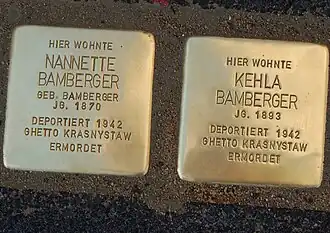 HIER WOHNTE
NANNETTE
BAMBERGER
GEB. BAMBERGER
JG. 1870
DEPORTIERT 1942
GHETTO KRASNYSTAW
ERMORDET
HIER WOHNTE
KEHLA
BAMBERGER
JG. 1893
DEPORTIERT 1942
GHETTO KRASNYSTAW
ERMORDET